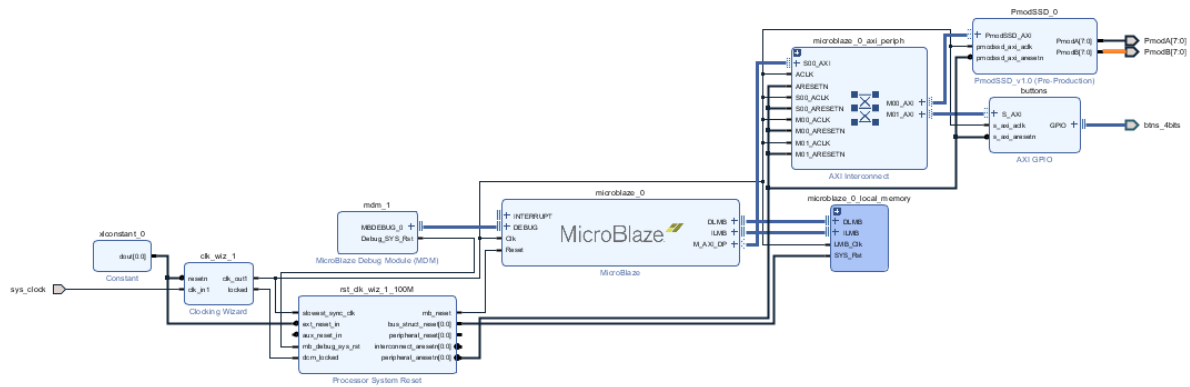 PmodSSD_0
PmodSSD_AXI
pmodssd_axi_aclk
pmodssd_axi_aresetn
PmodA[7:0]
PmodB[7:0]
PmodSSD_v1.0 (Pre-Production)
PmodA[7:0]
PmodB[7:0]
microblaze_0_axi_periph
S00_AXI
ACLK
ARESETN
S00_ACLK
S00_ARESETN
M00_ACLK
M00_ARESETN
M01_ACLK
M01_ARESETN
M00_AXI
M01_AXI
AXI Interconnect
buttons
S_AXI
s_axi_aclk
s_axi_aresetn
GPIO
AXI GPIO
btns_4bits
microblaze_0
INTERRUPT
DEBUG
Clk
Reset
MicroBlaze
DLMB
ILMB
M_AXI_DP
MicroBlaze
microblaze_0_local_memory
DLMB
ILMB
LMB_Clk
SYS_Rst
mdm_1
MBDEBUG_0
Debug_SYS_Rst
MicroBlaze Debug Module (MDM)
xlconstant_0
dout[0:0]
Constant
sys_clock
clk_wiz_1
resetn
clk_in1
clk_out1
locked
Clocking Wizard
rst_clk_wiz_1_100M
slowest_sync_clk
ext_reset_in
aux_reset_in
mb_debug_sys_rst
dcm_locked
mb_reset
bus_struct_reset[0:0]
peripheral_reset[0:0]
interconnect_aresetn[0:0]
peripheral_aresetn[0:0]
Processor System Reset